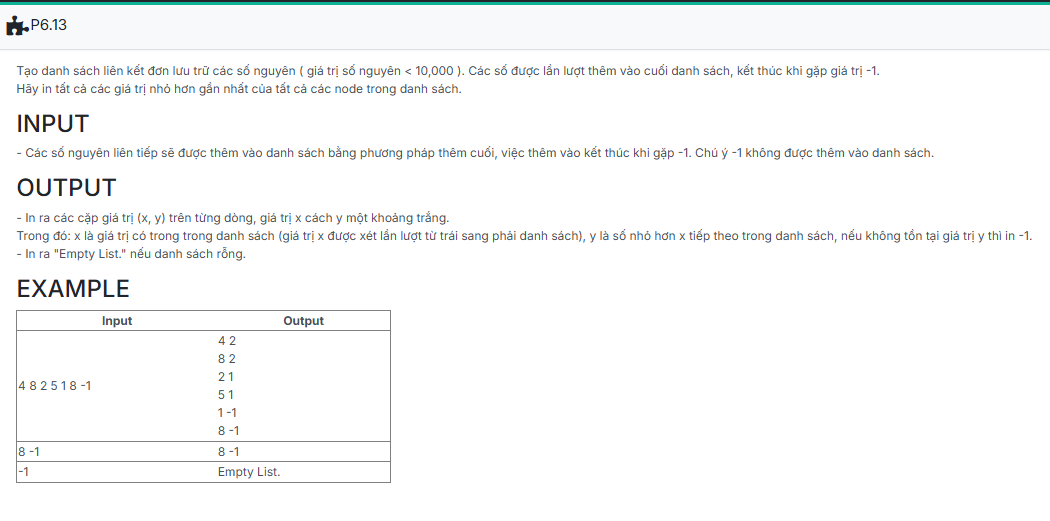 P6.13
Tạo danh sách liên kết đơn lưu trữ các số nguyên ( giá trị số nguyên < 10,000 ). Các số được lần lượt thêm vào cuối danh sách, kết thúc khi gặp giá trị -1.
Hãy in tất cả các giá trị nhỏ hơn gần nhất của tất cả các node trong danh sách.
INPUT
- Các số nguyên liên tiếp sẽ được thêm vào danh sách bằng phương pháp thêm cuối, việc thêm vào kết thúc khi gặp -1. Chú ý -1 không được thêm vào danh sách.
OUTPUT
- In ra các cặp giá trị (x, y) trên từng dòng, giá trị x cách y một khoảng trắng.
Trong đó: x là giá trị có trong trong danh sách (giá trị x được xét lần lượt từ trái sang phải danh sách), y là số nhỏ hơn x tiếp theo trong danh sách, nếu không tồn tại giá trị y thì in -1.
- In ra "Empty List." nếu danh sách rỗng.
EXAMPLE
Input Output
4 2
8 2
2 1
4 8 2 5 1 8 -1
5 1
1 -1
8 -1
8 -1 8 -1
-1 Empty List.